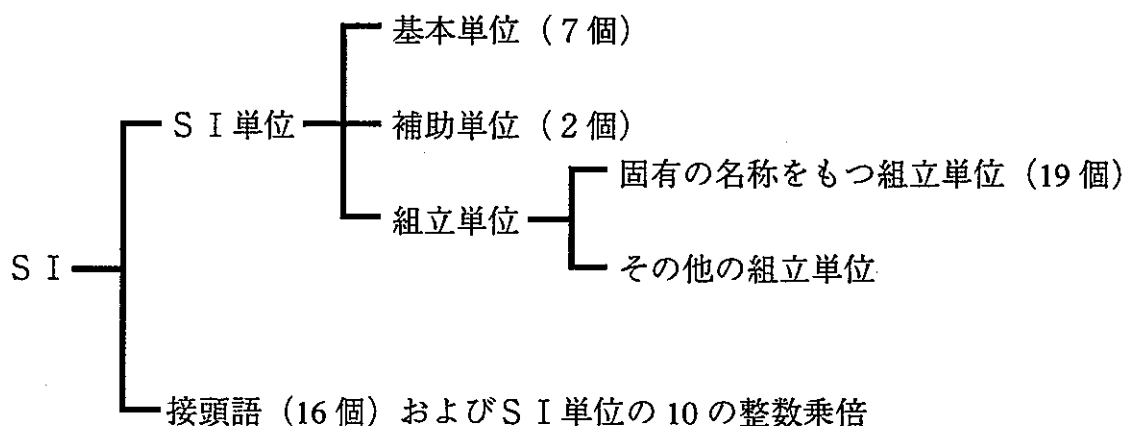 基本単位（7個）
ＳＩ単位
補助単位（2個）
固有の名称をもつ組立単位（19個）
組立単位
ＳＩ
その他の組立単位
接頭語（16個）およびＳＩ単位の10の整数乗倍